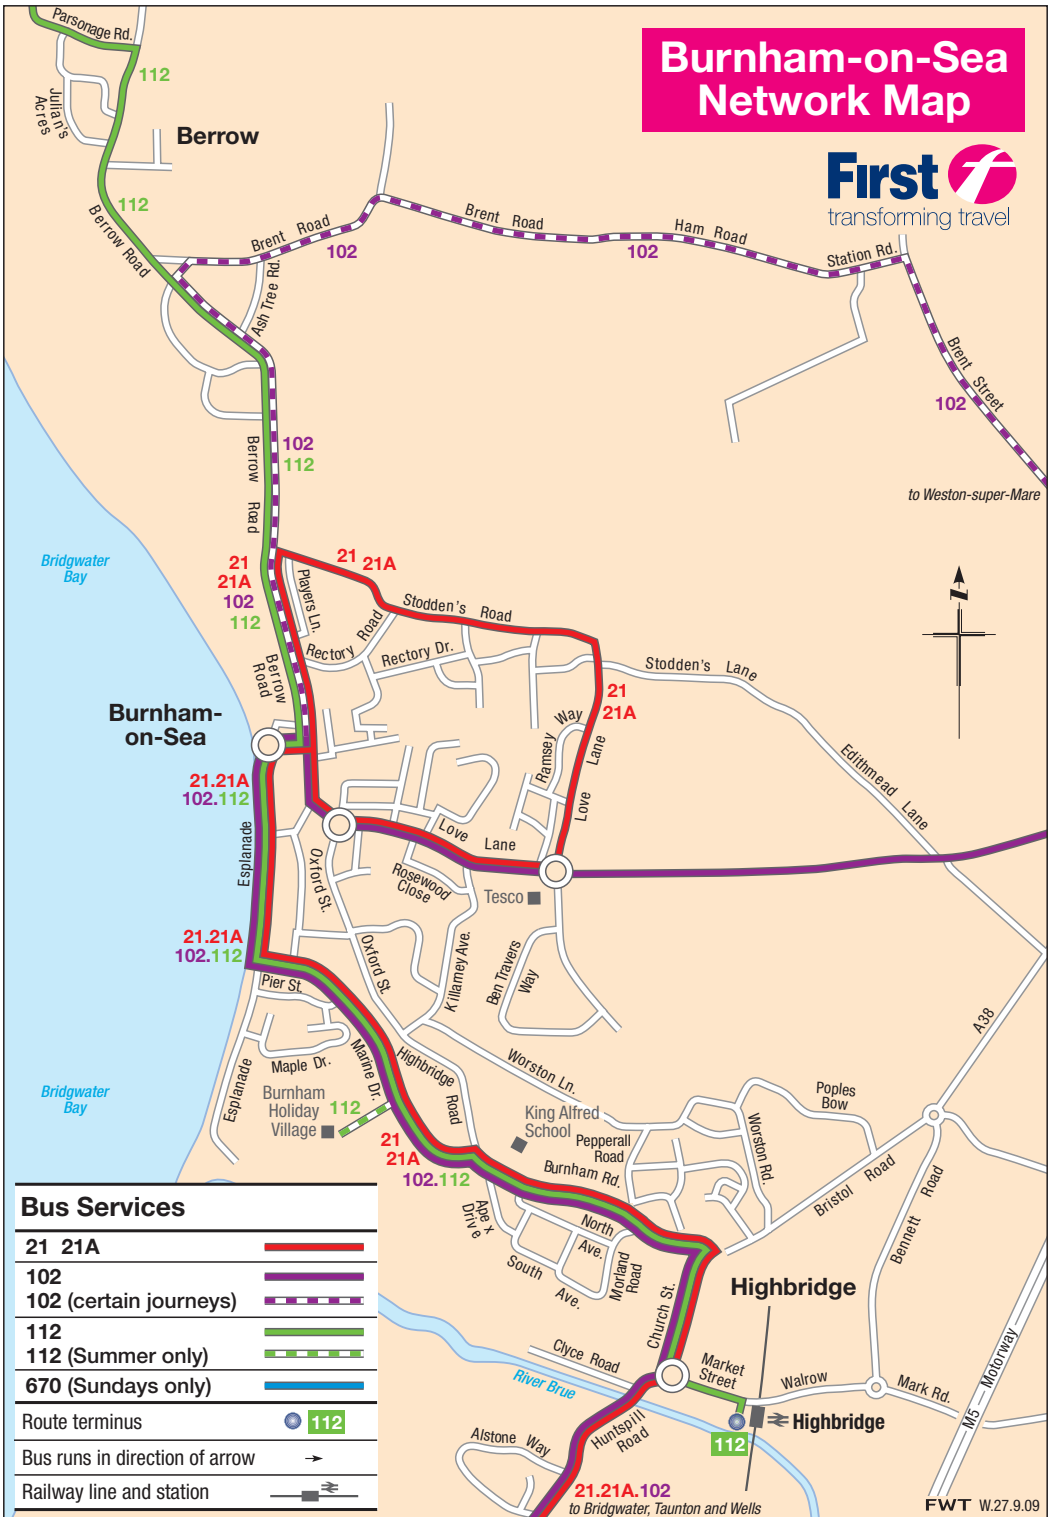 Burnham-on-Sea
Network Map
First
transforming travel
Parsonage Rd.
112
Julian's
Acres
Berrow
112
Berrow Road
Brent Road
102
Brent Road
102
Ham Road
Station Rd.
Ash Tree Rd.
Brent Street
102
to Weston-super-Mare
Berrow Road
102
112
Bridgwater
Bay
21
21A
102
112
21 21A
Players Ln.
Stodden's Road
Rectory Road
Rectory Dr.
Stodden's Lane
Berrow
Road
21
21A
Burnham-
on-Sea
Ramsey Way
Love Lane
Edithmead Lane
21.21A
102.112
Esplanade
Love Lane
Oxford St.
Rosewood
Close
Tesco
21.21A
102.112
Oxford St.
Killarney Ave.
Ben Travers
Way
Pier St.
A38
Maple Dr.
Marine Dr.
Highbridge Road
Worston Ln.
Esplanade
Bridgwater
Bay
Burnham
Holiday
Village
112
Poples
Bow
King Alfred
School
Pepperall
Road
Worston Rd.
21
21A
102.112
Burnham Rd.
Bristol Road
Bennett Road
Apex
Drive
North
Ave.
South
Ave.
Morland
Road
Church St.
Highbridge
Clyce Road
River Brue
Market
Street
Walrow
Mark Rd.
M5 – Motorway
Highbridge
112
Alstone Way
Huntspill
Road
21.21A.102
to Bridgwater, Taunton and Wells
Bus Services
21 21A
102
102 (certain journeys)
112
112 (Summer only)
670 (Sundays only)
Route terminus 112
Bus runs in direction of arrow
Railway line and station
FWT W.27.9.09